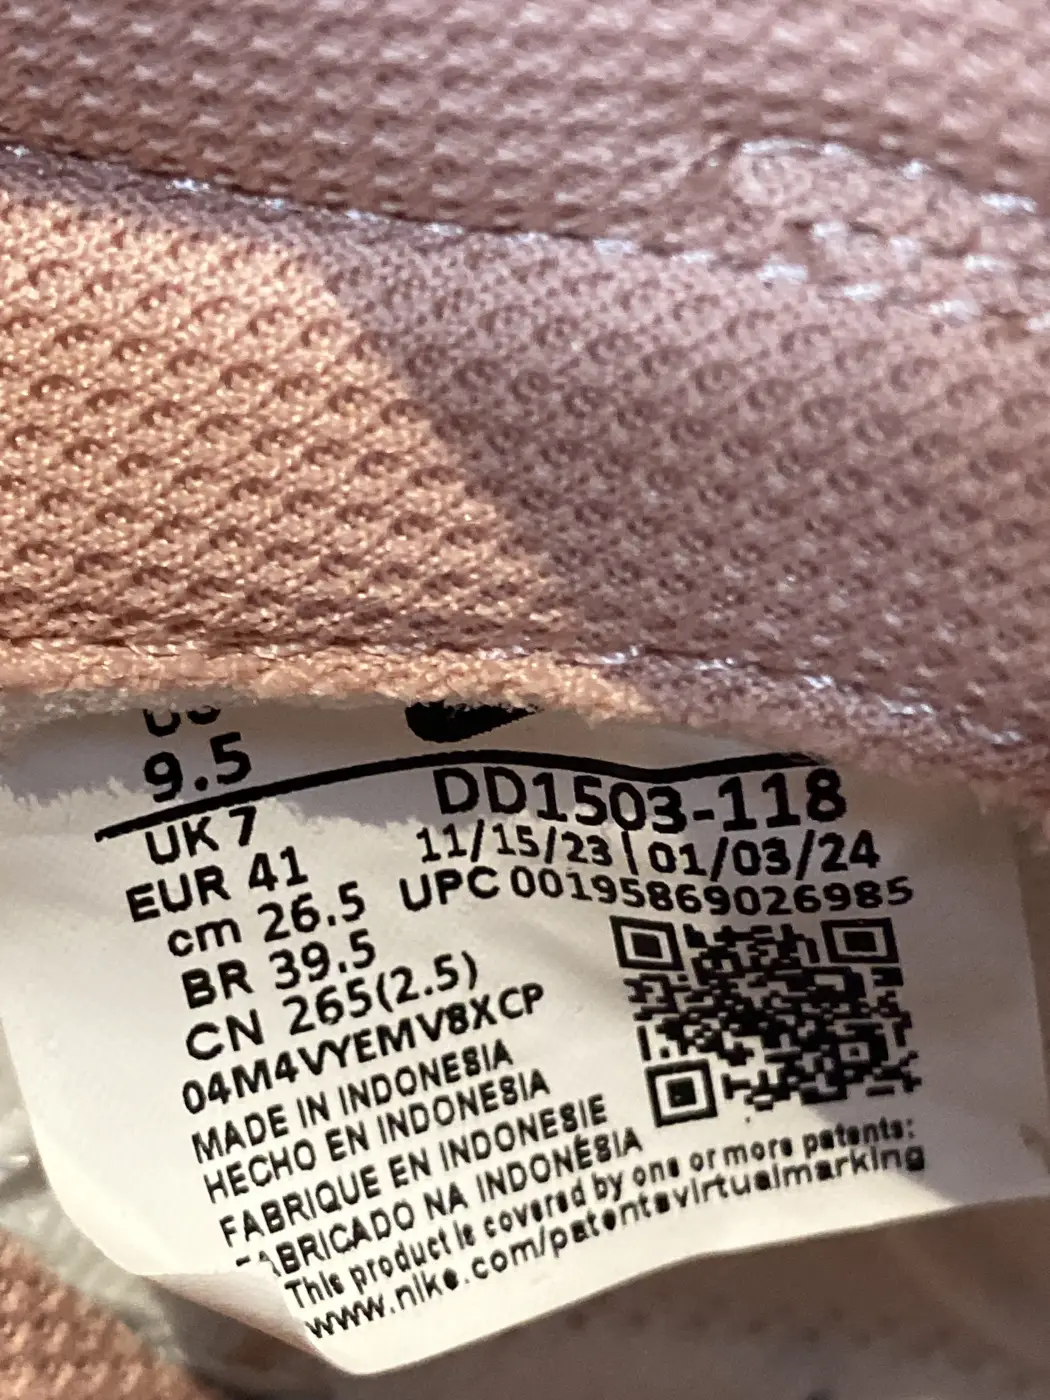 US
9.5
UK 7
EUR 41
cm 26.5
BR 39.5
CN 265(2.5)
04M4VYEMV8XCP
DD1503-118
11/15/23 | 01/03/24
UPC 00195869026985
MADE IN INDONESIA
HECHO EN INDONESIA
FABRIQUE EN INDONESIE
FABRICADO NA INDONÉSIA
This product is covered by one or more patents:
www.nike.com/patentsvirtualmarking